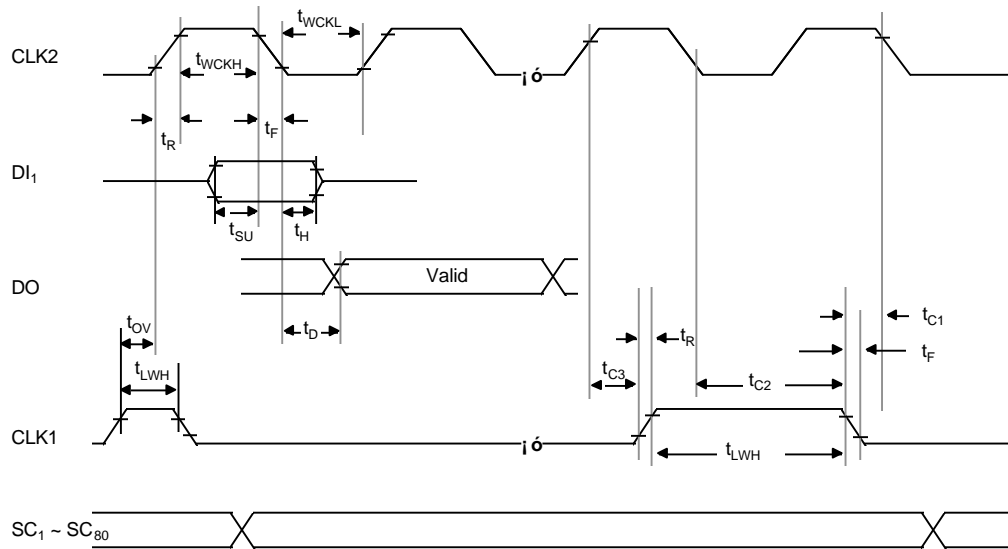 CLK2
tWCKH
tWCKL
¡ ó
tR
tF
DI1
tSU
tH
DO
Valid
tD
tOV
tLWH
tC3
tR
tC2
tC1
tF
CLK1
¡ ó
tLWH
SC1 ~ SC80